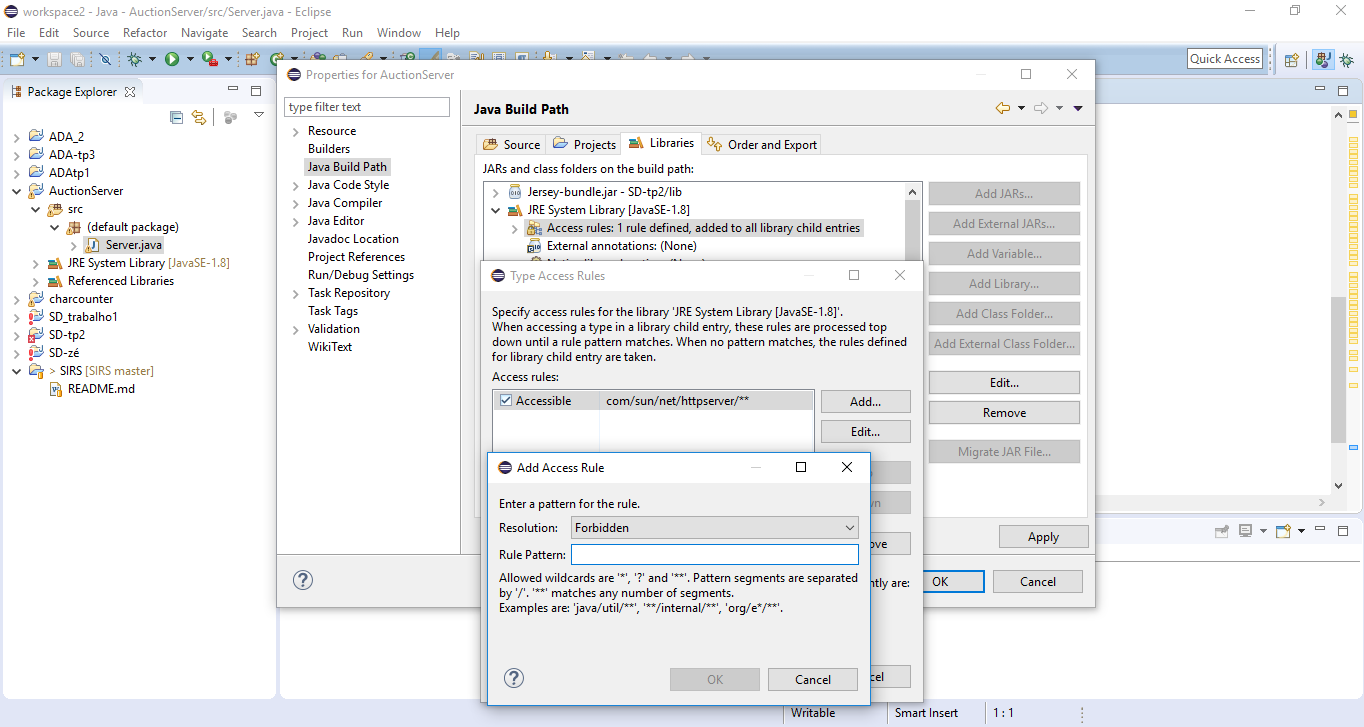 workspace2 - Java - AuctionServer/src/Server.java - Eclipse
File Edit Source Refactor Navigate Search Project Run Window Help
Quick Access
Package Explorer
ADA_2
ADA-tp3
ADAtp1
AuctionServer
src
(default package)
Server.java
JRE System Library [JavaSE-1.8]
Referenced Libraries
charcounter
SD_trabalho1
SD-tp2
SD-zé
> SIRS [SIRS master]
README.md
Properties for AuctionServer
type filter text
Resource
Builders
Java Build Path
Java Code Style
Java Compiler
Java Editor
Javadoc Location
Project References
Run/Debug Settings
Task Repository
Task Tags
Validation
WikiText
Java Build Path
Source Projects Libraries Order and Export
JARs and class folders on the build path:
Jersey-bundle.jar - SD-tp2/lib
JRE System Library [JavaSE-1.8]
Access rules: 1 rule defined, added to all library child entries
External annotations: (None)
Add JARs...
Add External JARs...
Add Variable...
Add Library...
Add Class Folder...
Add External Class Folder...
Edit...
Remove
Migrate JAR File...
Apply
OK Cancel
Type Access Rules
Specify access rules for the library 'JRE System Library [JavaSE-1.8]'.
When accessing a type in a library child entry, these rules are processed top
down until a rule pattern matches. When no pattern matches, the rules defined
for library child entry are taken.
Access rules:
Accessible com/sun/net/httpserver/**
Add...
Edit...
are:
Add Access Rule
Enter a pattern for the rule.
Resolution: Forbidden
Rule Pattern:
Allowed wildcards are '*', '?' and '**'. Pattern segments are separated
by '/'. '**' matches any number of segments.
Examples are: 'java/util/**', '**/internal/**', 'org/e*/**'.
OK Cancel
Writable Smart Insert 1 : 1